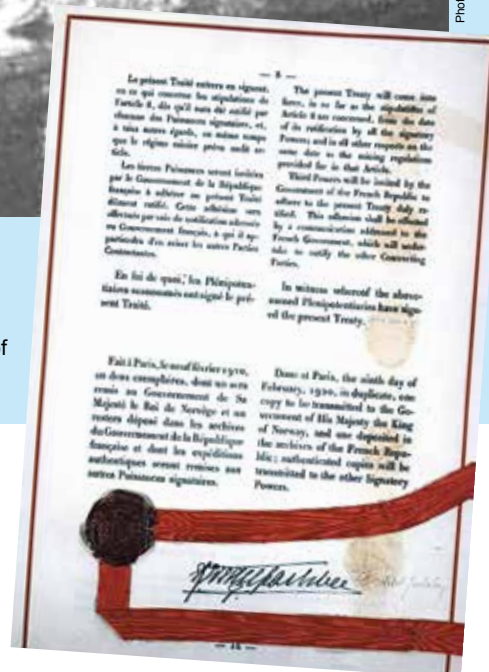 Phot
of
— 8 —
Le présent Traité entrera en vigueur,
en ce qui concerne les stipulations de
l'article 8, dès qu'il aura été ratifié par
chacune des Puissances signataires, et,
à tous autres égards, en même temps
que le régime minier prévu audit ar-
ticle.
Les tierces Puissances seront invitées
par le Gouvernement de la République
française à adhérer au présent Traité
dûment ratifié. Cette adhésion sera
effectuée par voie de notification adressée
au Gouvernement français, à qui il ap-
partiendra d'en aviser les autres Parties
Contractantes.
En foi de quoi, les Plénipoten-
tiaires susnommés ont signé le pré-
sent Traité.
Fait à Paris, le neuf février 1920,
en deux exemplaires, dont un sera
remis au Gouvernement de Sa
Majesté le Roi de Norvège et un
restera déposé dans les archives
du Gouvernement de la République
française et dont les expéditions
authentiques seront remises aux
autres Puissances signataires.
The present Treaty will come into
force, in so far as the stipulations of
Article 8 are concerned, from the date
of its ratification by all the signatory
Powers; and in all other respects on the
same date as the mining regulations
provided for in that Article.
Third Powers will be invited by the
Government of the French Republic to
adhere to the present Treaty duly ra-
tified. This adhesion shall be effected
by a communication addressed to the
French Government, which will under-
take to notify the other Contracting
Parties.
In witness whereof the above-
named Plenipotentiaries have sign-
ed the present Treaty.
Done at Paris, the ninth day of
February, 1920, in duplicate, one
copy to be transmitted to the Go-
vernment of His Majesty the King
of Norway, and one deposited in
the archives of the French Repu-
blic; authenticated copies will be
transmitted to the other Signatory
Powers.